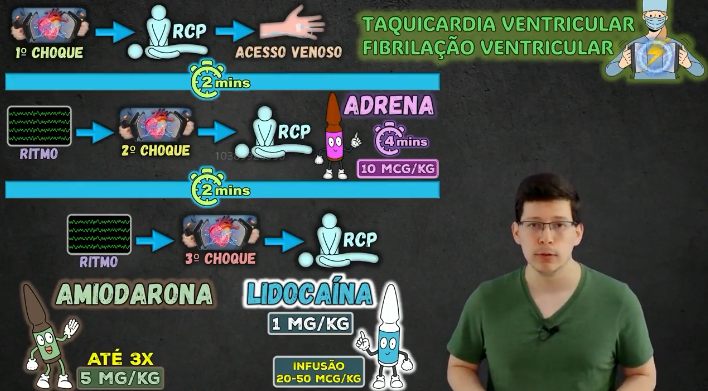 TAQUICARDIA VENTRICULAR
FIBRILAÇÃO VENTRICULAR
1º CHOQUE
RCP
ACESSO VENOSO
2 mins
RITMO
2º CHOQUE
RCP
ADRENA
4 mins
10 MCG/KG
2 mins
RITMO
3º CHOQUE
RCP
AMIODARONA
ATÉ 3X
5 MG/KG
LIDOCAÍNA
1 MG/KG
INFUSÃO
20-50 MCG/KG